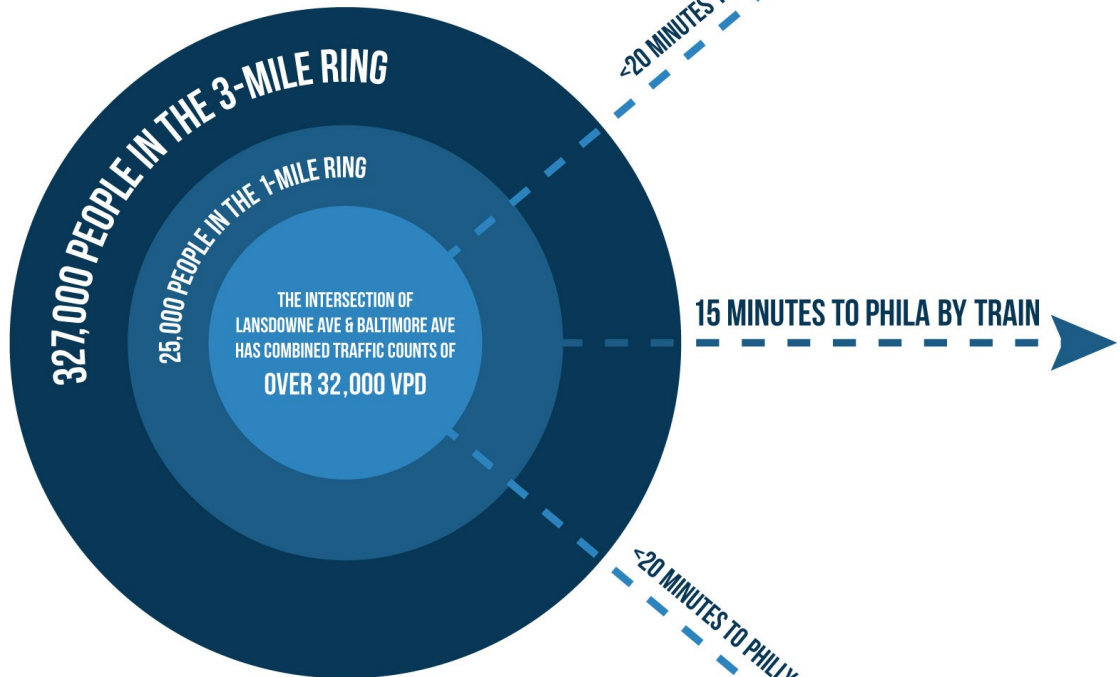 <20 MINUTES
327,000 PEOPLE IN THE 3-MILE RING
25,000 PEOPLE IN THE 1-MILE RING
THE INTERSECTION OF
LANSDOWNE AVE & BALTIMORE AVE
HAS COMBINED TRAFFIC COUNTS OF
OVER 32,000 VPD
15 MINUTES TO PHILA BY TRAIN
<20 MINUTES TO PHILLY